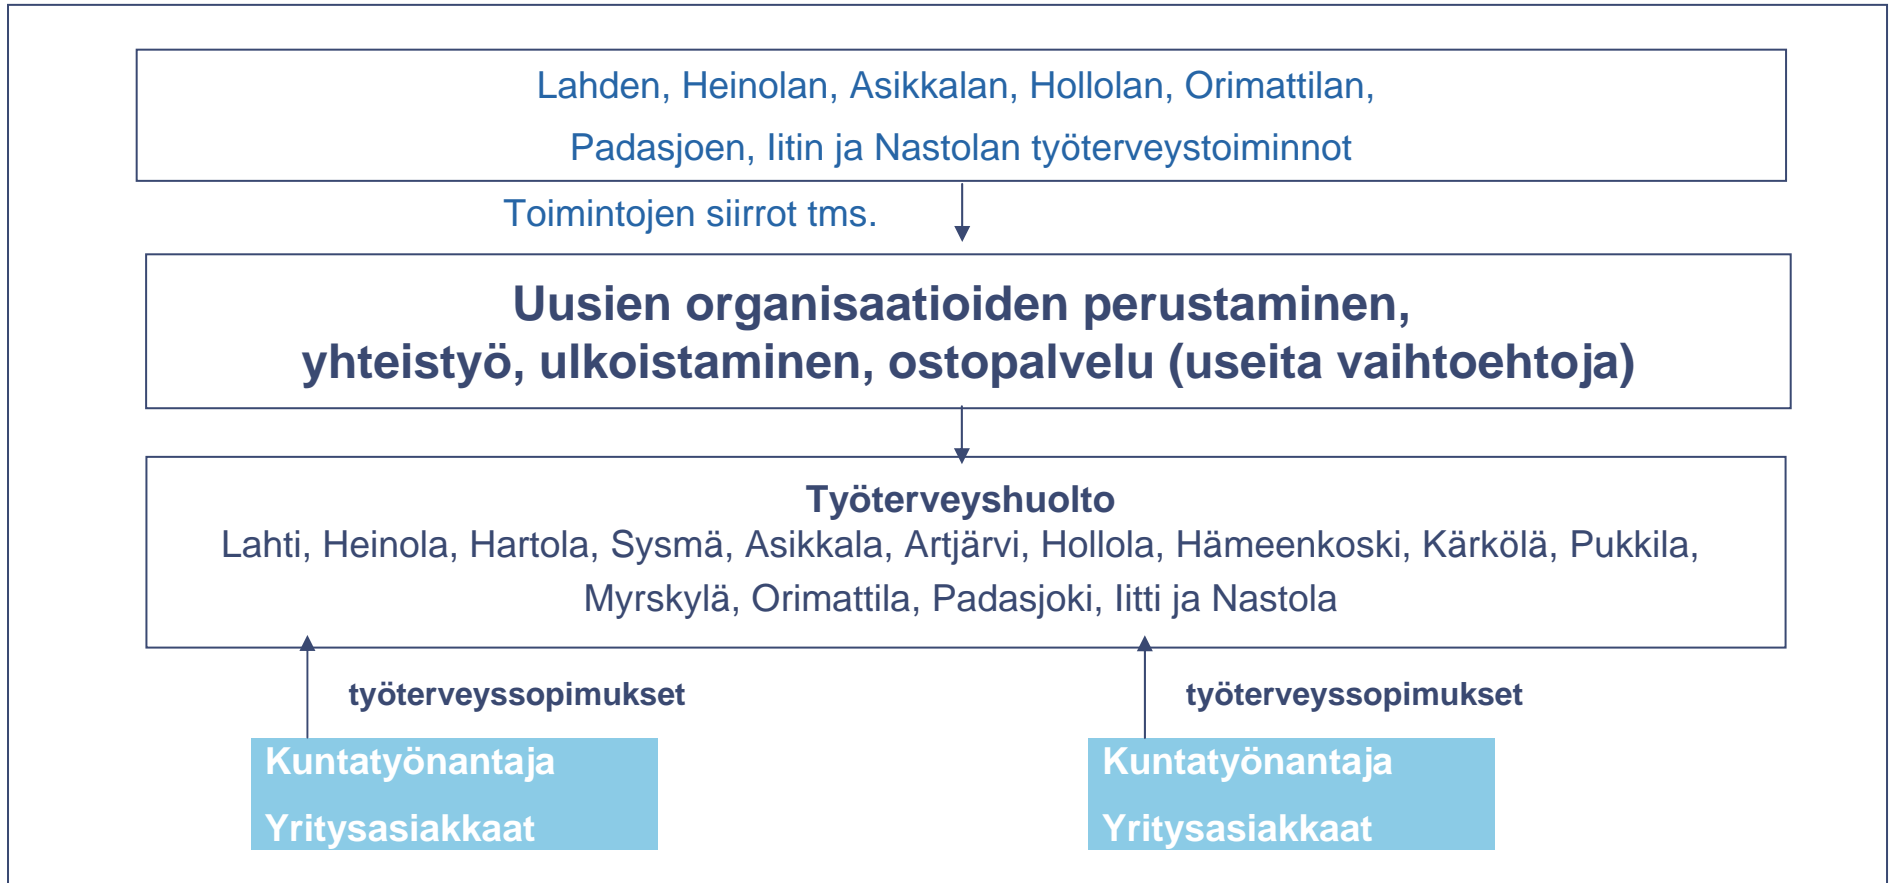 Lahden, Heinolan, Asikkalan, Hollolan, Orimattilan,
Padasjoen, Iitin ja Nastolan työterveystoiminnot
Toimintojen siirrot tms.
Uusien organisaatioiden perustaminen,
yhteistyö, ulkoistaminen, ostopalvelu (useita vaihtoehtoja)
Työterveyshuolto
Lahti, Heinola, Hartola, Sysmä, Asikkala, Artjärvi, Hollola, Hämeenkoski, Kärkölä, Pukkila,
Myrskylä, Orimattila, Padasjoki, Iitti ja Nastola
työterveyssopimukset
työterveyssopimukset
Kuntatyönantaja
Yritysasiakkaat
Kuntatyönantaja
Yritysasiakkaat